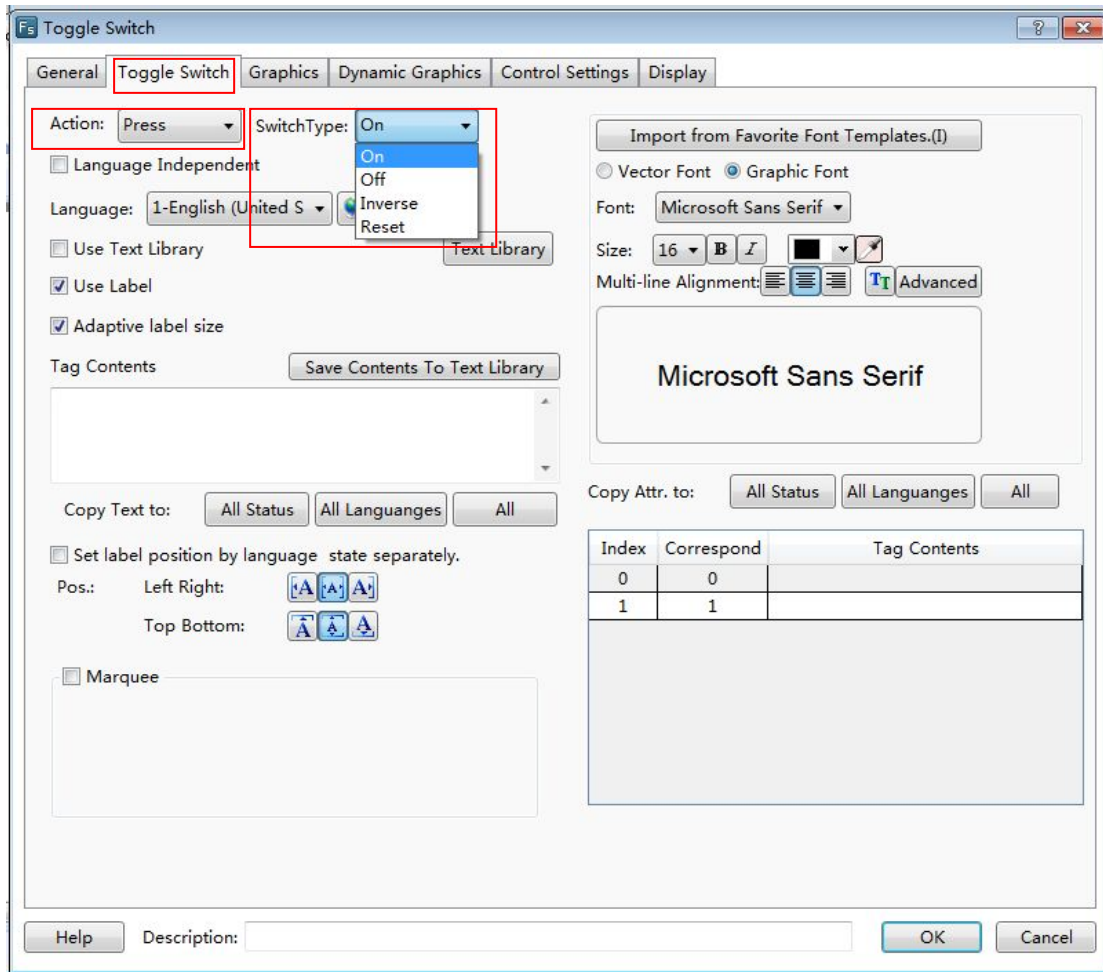 Fs Toggle Switch
General Toggle Switch Graphics Dynamic Graphics Control Settings Display
Action: Press SwitchType: On
On
Off
Inverse
Reset
Language Independent
Language: 1-English (United S
Use Text Library Text Library
Use Label
Adaptive label size
Tag Contents Save Contents To Text Library
Copy Text to: All Status All Languanges All
Set label position by language state separately.
Pos.: Left Right: A A A
Top Bottom: A A A
Marquee
Import from Favorite Font Templates.(I)
Vector Font Graphic Font
Font: Microsoft Sans Serif
Size: 16 B I
Multi-line Alignment: TT Advanced
Microsoft Sans Serif
Copy Attr. to: All Status All Languanges All
Index Correspond Tag Contents
0 0
1 1
Help Description: OK Cancel